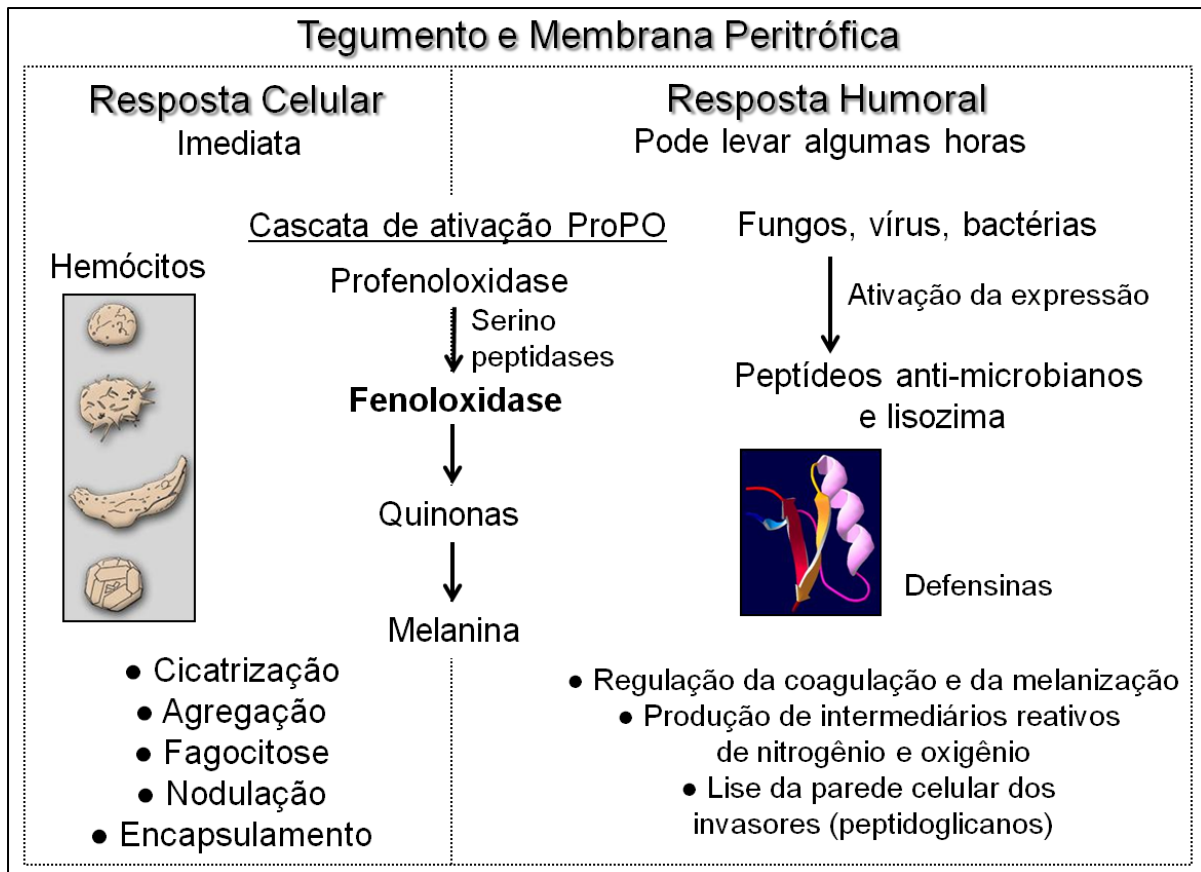 Tegumento e Membrana Peritrófica
Resposta Celular
Imediata
Resposta Humoral
Pode levar algumas horas
Hemócitos
Cascata de ativação ProPO
Profenoloxidase
Serino
peptidases
Fenoloxidase
Quinonas
Melanina
Fungos, vírus, bactérias
Ativação da expressão
Peptídeos anti-microbianos
e lisozima
Defensinas
● Cicatrização
● Agregação
● Fagocitose
● Nodulação
● Encapsulamento
● Regulação da coagulação e da melanização
● Produção de intermediários reativos
de nitrogênio e oxigênio
● Lise da parede celular dos
invasores (peptidoglicanos)